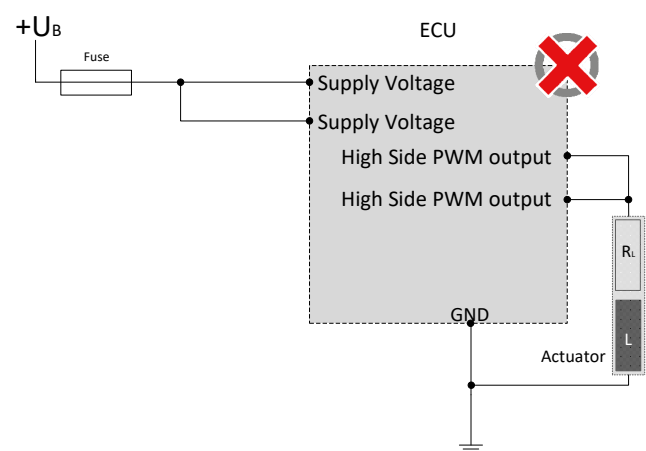 +UB
ECU
Fuse
Supply Voltage
Supply Voltage
High Side PWM output
High Side PWM output
RL
GND
L
Actuator